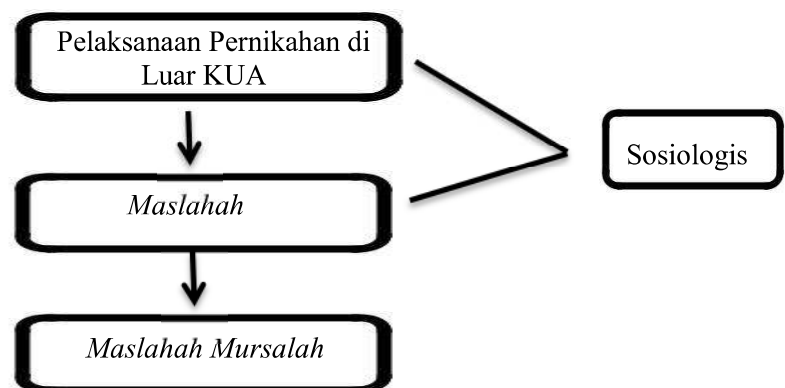 Pelaksanaan Pernikahan di
Luar KUA
Sosiologis
Maslahah
Maslahah Mursalah